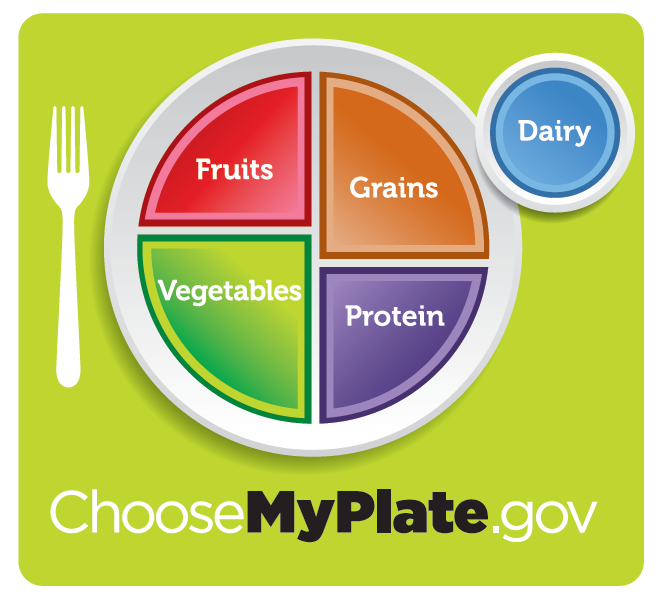 Dairy
Fruits
Grains
Vegetables
Protein
ChooseMyPlate.gov